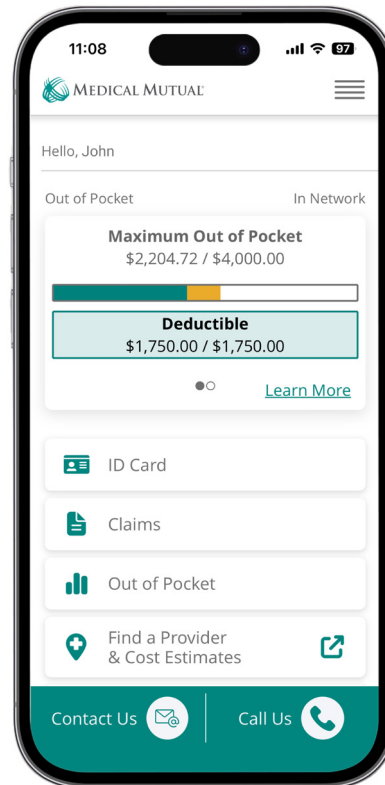 11:08
97
MEDICAL MUTUAL
Hello, John
Out of Pocket In Network
Maximum Out of Pocket
$2,204.72 / $4,000.00
Deductible
$1,750.00 / $1,750.00
Learn More
ID Card
Claims
Out of Pocket
Find a Provider
& Cost Estimates
Contact Us Call Us